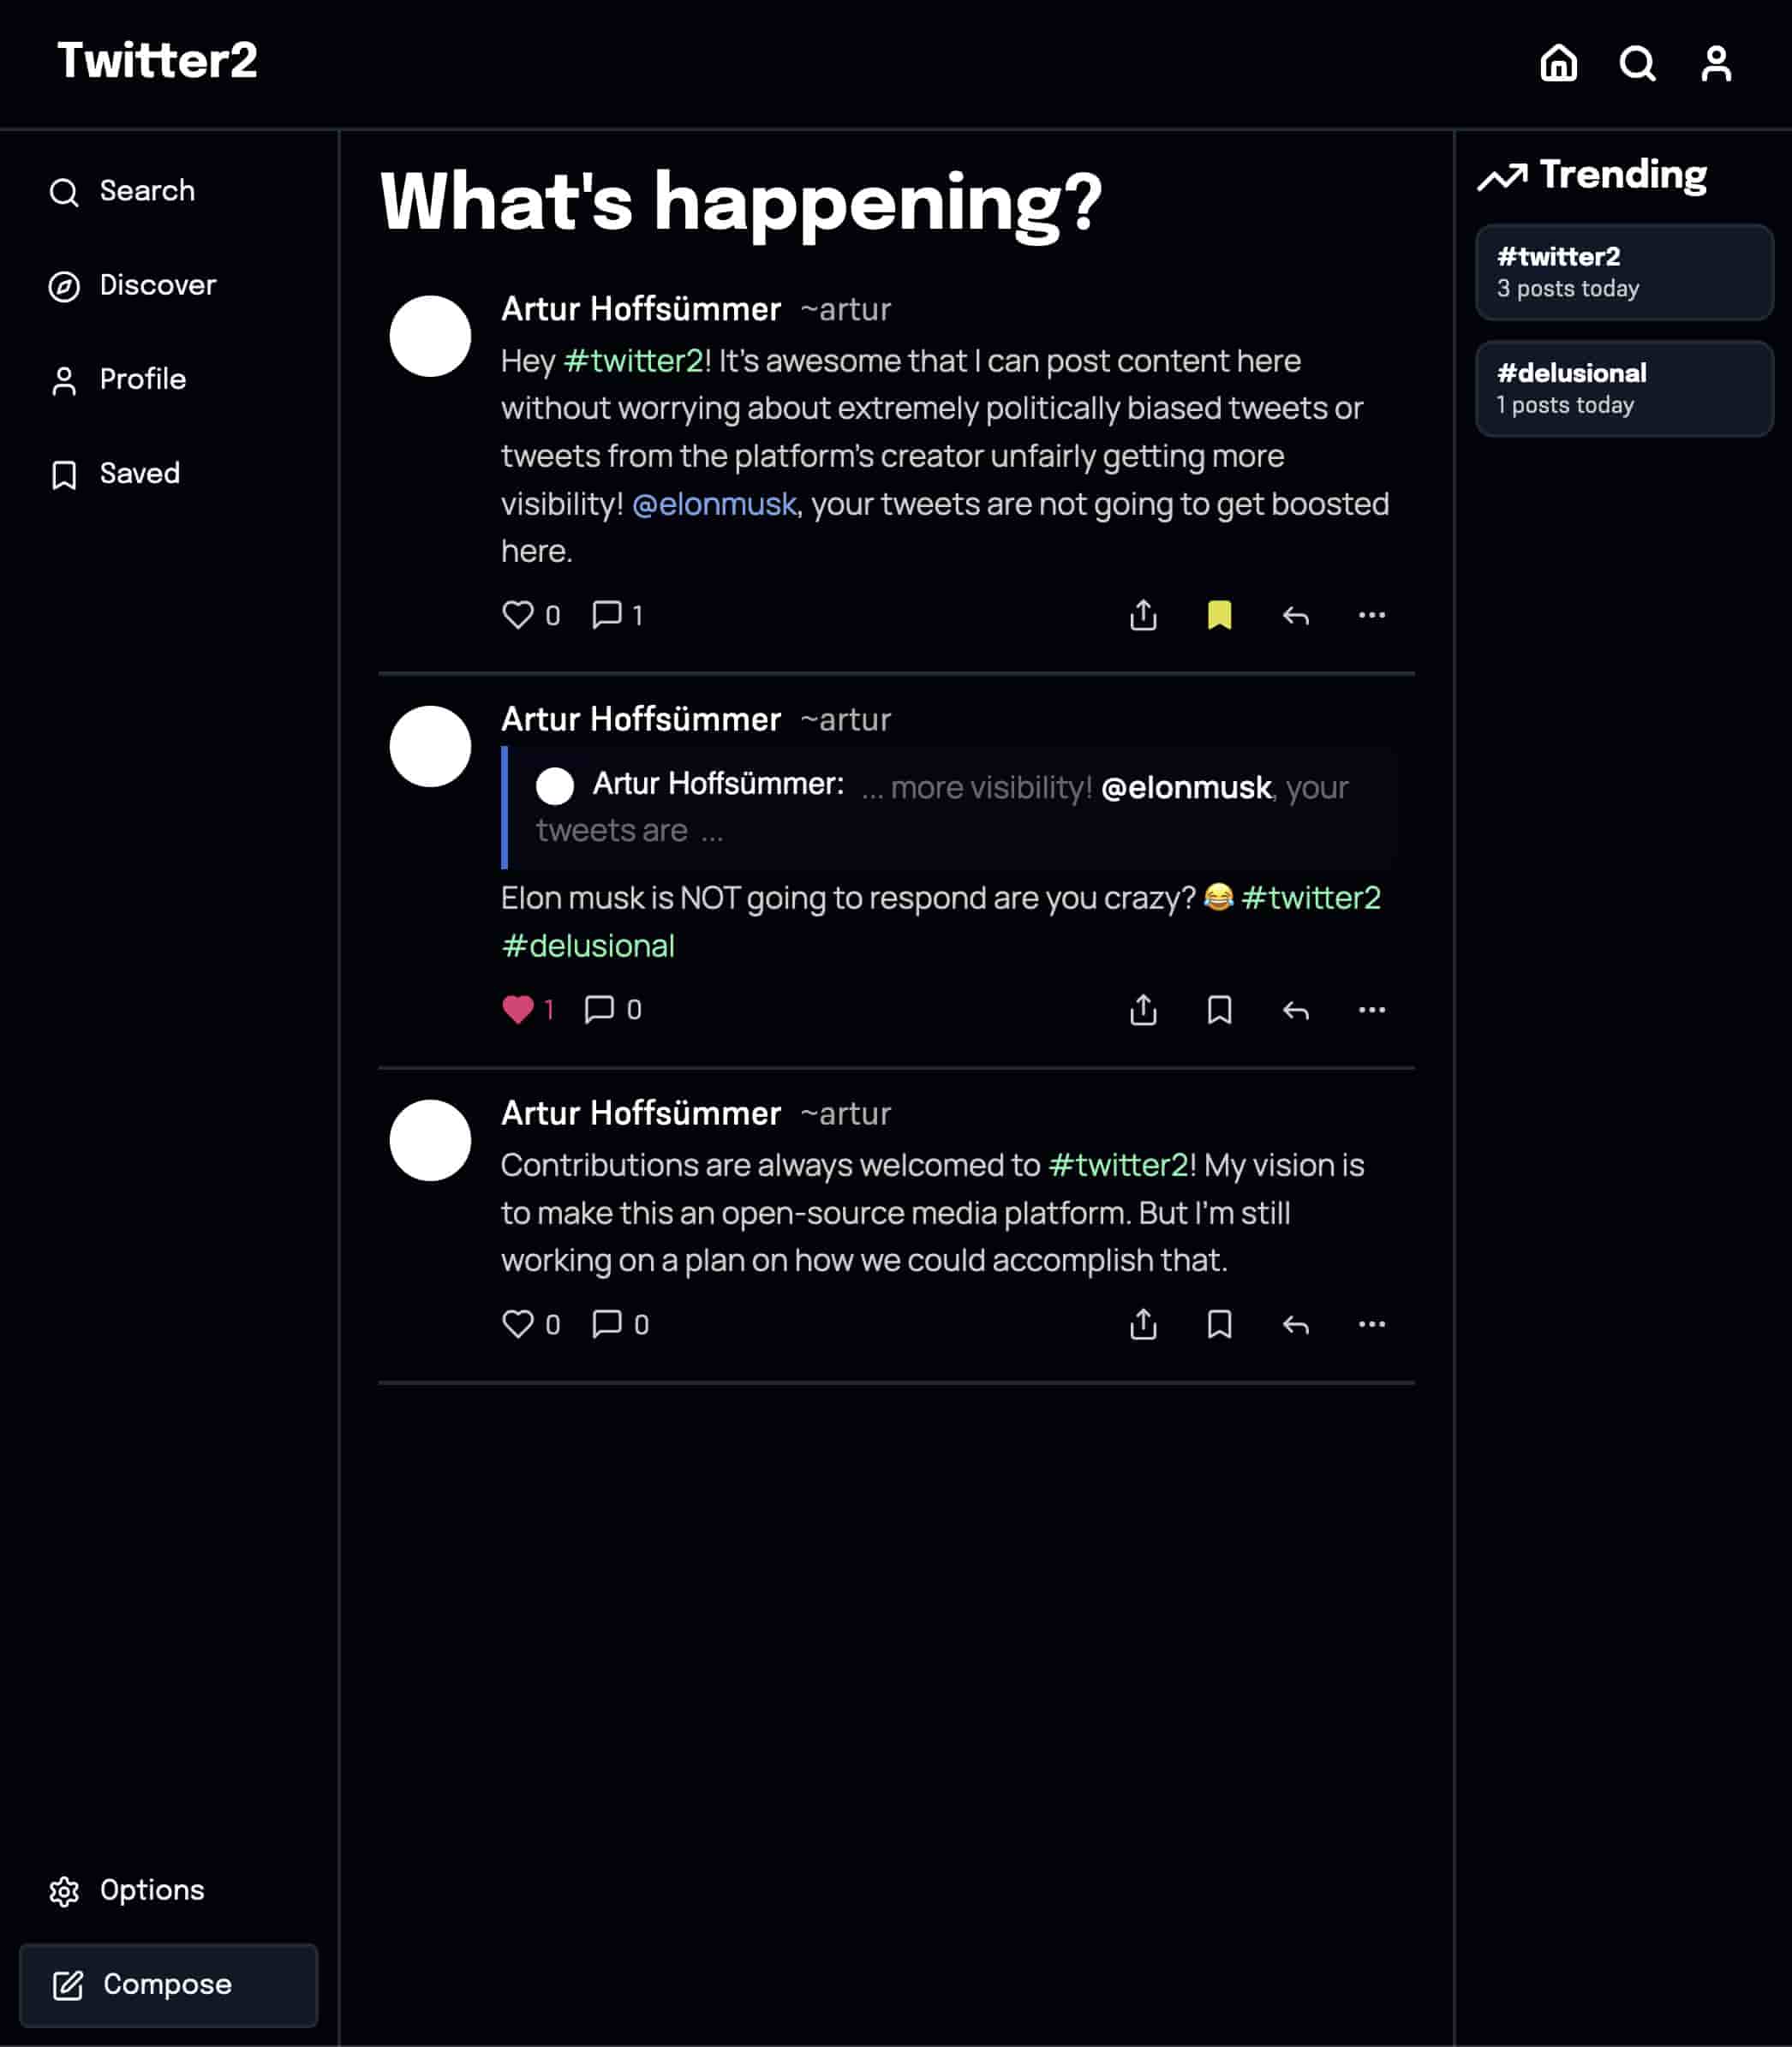 Twitter2
Search
Discover
Profile
Saved
Options
Compose
What's happening?
Artur Hoffsümmer ~artur
Hey #twitter2! It's awesome that I can post content here
without worrying about extremely politically biased tweets or
tweets from the platform's creator unfairly getting more
visibility! @elonmusk, your tweets are not going to get boosted
here.
0 1
Artur Hoffsümmer ~artur
Artur Hoffsümmer: ... more visibility! @elonmusk, your
tweets are ...
Elon musk is NOT going to respond are you crazy? 😂 #twitter2
#delusional
1 0
Artur Hoffsümmer ~artur
Contributions are always welcomed to #twitter2! My vision is
to make this an open-source media platform. But I'm still
working on a plan on how we could accomplish that.
0 0
Trending
#twitter2
3 posts today
#delusional
1 posts today